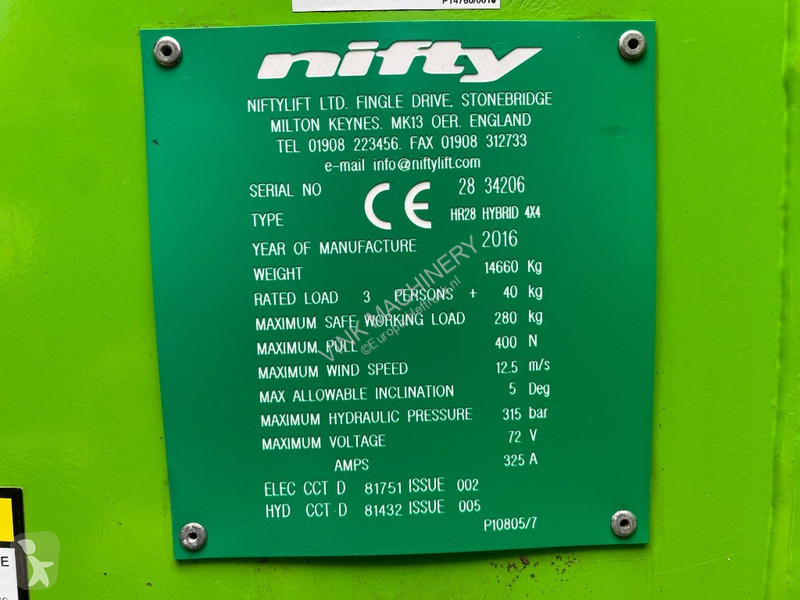 nifty
NIFTYLIFT LTD. FINGLE DRIVE, STONEBRIDGE
MILTON KEYNES. MK13 OER. ENGLAND
TEL 01908 223456. FAX 01908 312733
e-mail info@niftylift.com
SERIAL NO 28 34206
CE
TYPE HR28 HYBRID 4X4
YEAR OF MANUFACTURE 2016
WEIGHT 14660 Kg
RATED LOAD 3 PERSONS + 40 kg
MAXIMUM SAFE WORKING LOAD 280 kg
MAXIMUM PULL 400 N
MAXIMUM WIND SPEED 12.5 m/s
MAX ALLOWABLE INCLINATION 5 Deg
MAXIMUM HYDRAULIC PRESSURE 315 bar
MAXIMUM VOLTAGE 72 V
AMPS 325 A
ELEC CCT D 81751 ISSUE 002
HYD CCT D 81432 ISSUE 005
P10805/7
VINK MACHINERY